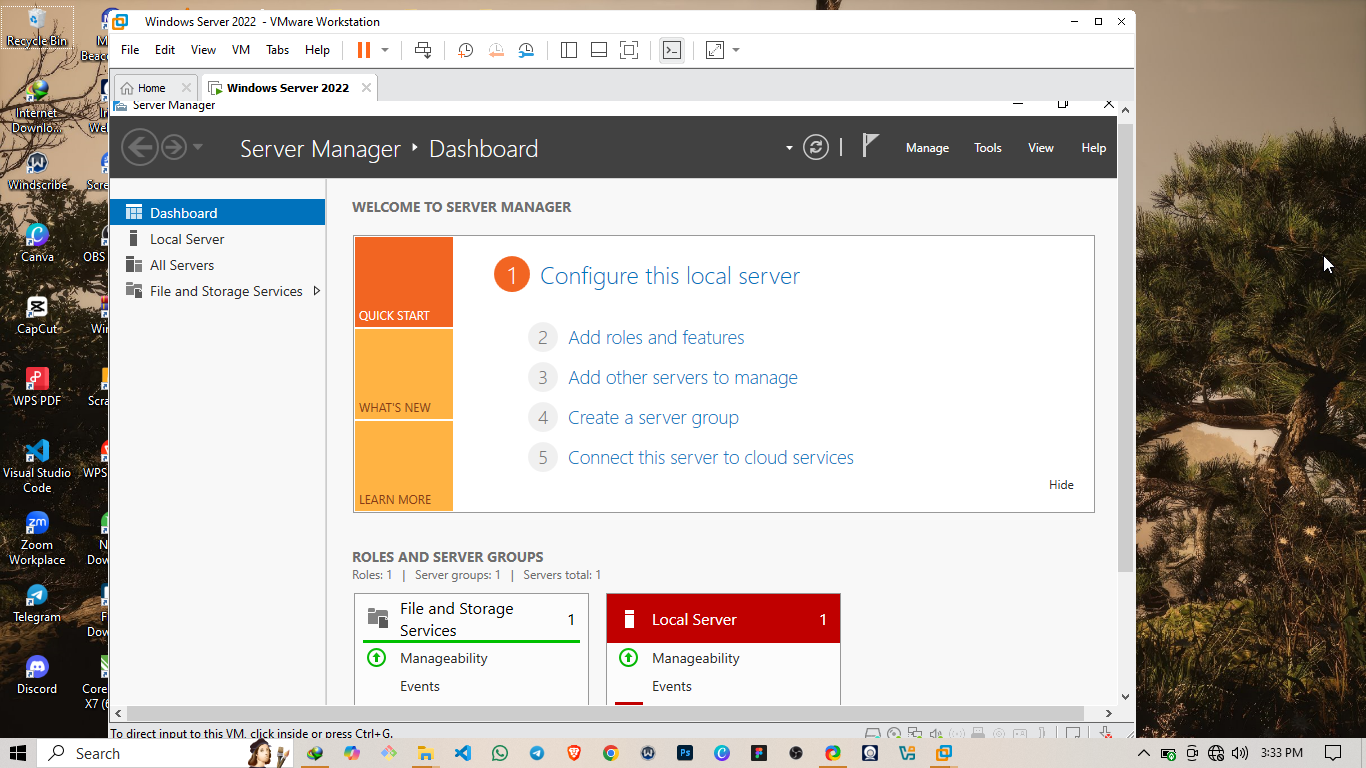 Windows Server 2022 - VMware Workstation
File Edit View VM Tabs Help
Home
Windows Server 2022
Server Manager
Server Manager
Dashboard
Manage Tools View Help
Dashboard
Local Server
All Servers
File and Storage Services
WELCOME TO SERVER MANAGER
QUICK START
WHAT'S NEW
LEARN MORE
1 Configure this local server
2 Add roles and features
3 Add other servers to manage
4 Create a server group
5 Connect this server to cloud services
Hide
ROLES AND SERVER GROUPS
Roles: 1 | Server groups: 1 | Servers total: 1
File and Storage
Services
1
Manageability
Events
Local Server 1
Manageability
Events
To direct input to this VM, click inside or press Ctrl+G.
Recycle Bin
Internet
Downlo...
Windscribe
Canva
CapCut
WPS PDF
Visual Studio
Code
Zoom
Workplace
Telegram
Discord
OBS
WPS
X7 (6
Search
3:33 PM